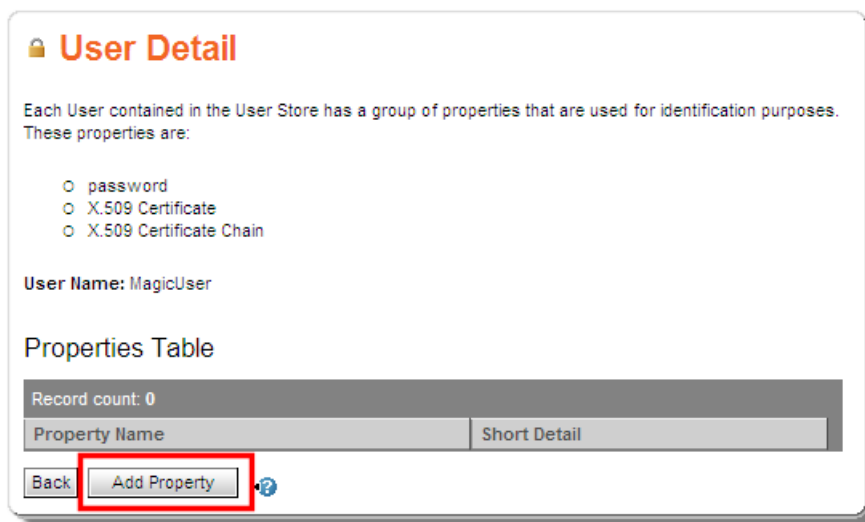 User Detail
Each User contained in the User Store has a group of properties that are used for identification purposes.
These properties are:
password
X.509 Certificate
X.509 Certificate Chain
User Name: MagicUser
Properties Table
Record count: 0
Property Name Short Detail
Back Add Property ?